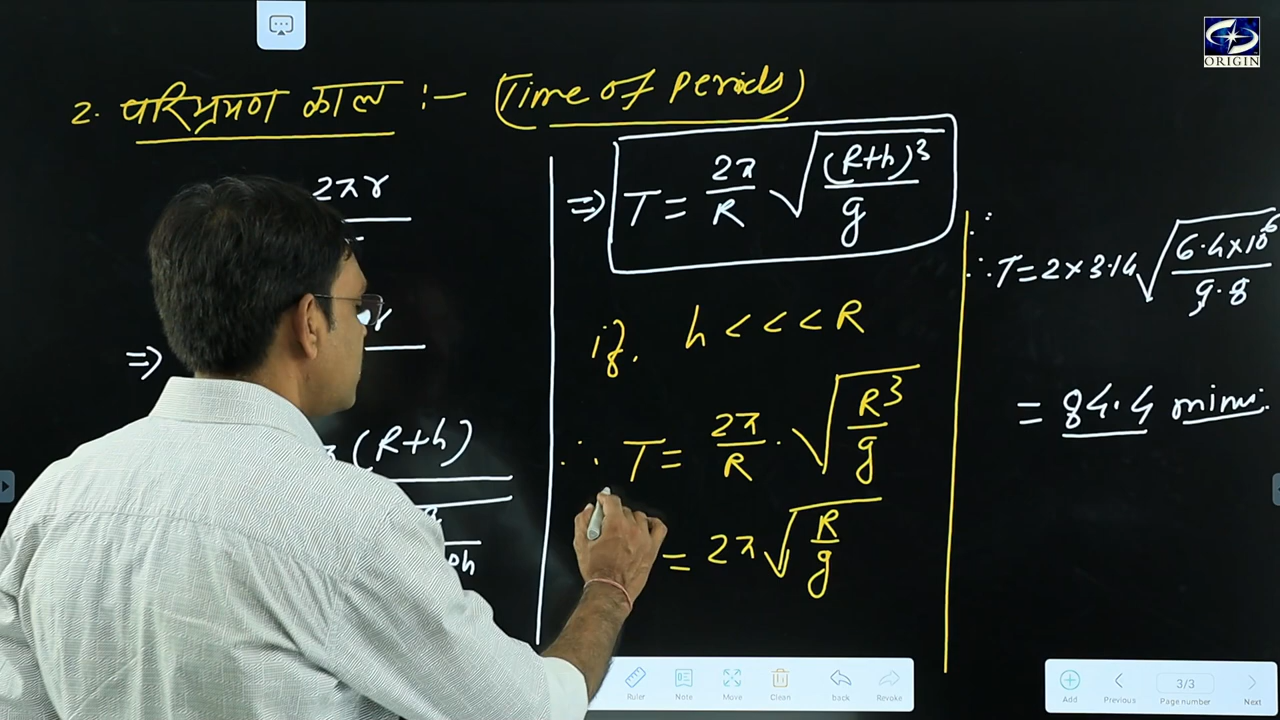 2. परिभ्रमण काल :- (Time of Periods)
2πr
=>
(R+h)
=> T = 2π/R √((R+h)³/g)
if. h < < < R
∴ T = 2π/R . √(R³/g)
= 2π √(R/g)
∴ T = 2×3.14 √(6.4×10⁶/9.8)
= 84.4 minu.
ORIGIN
Ruler Note Move Clean back Revoke
Add Previous 3/3 Page number Next